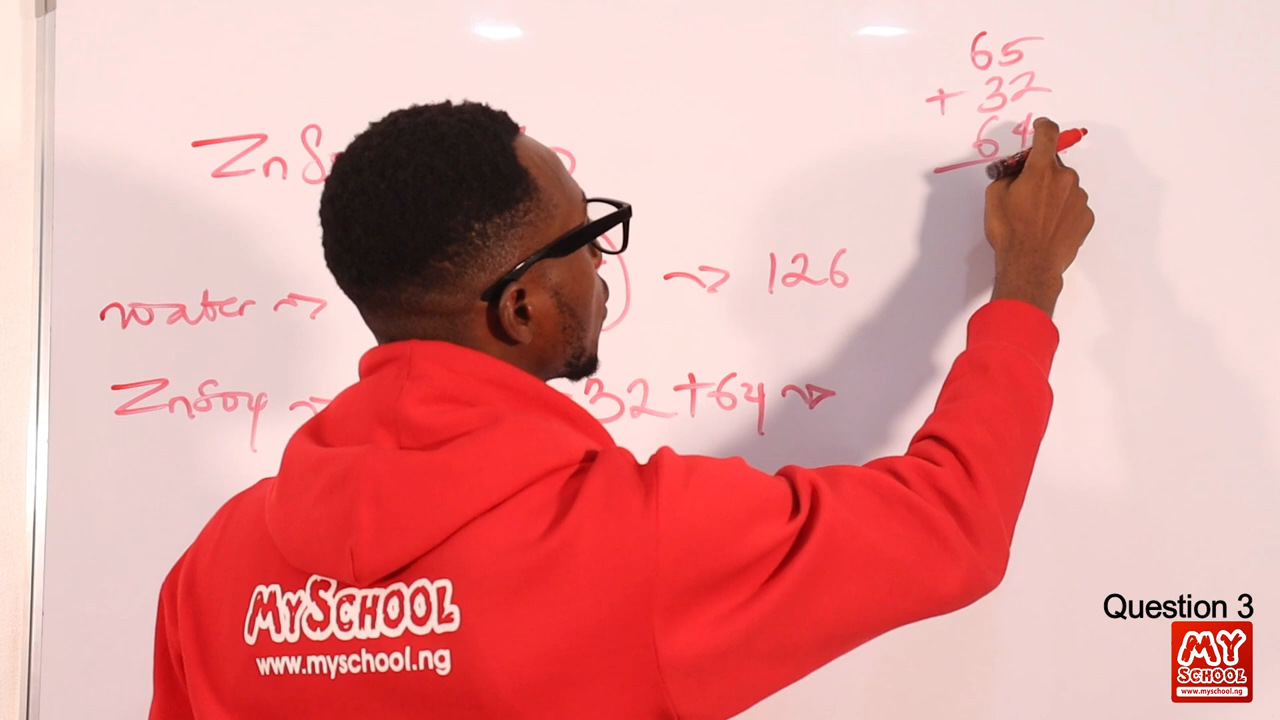 65
+ 32
64
ZnS
water → → 126
ZnSO4 → 32+64 →
MYSCHOOL
www.myschool.ng
Question 3
MY
SCHOOL
www.myschool.ng